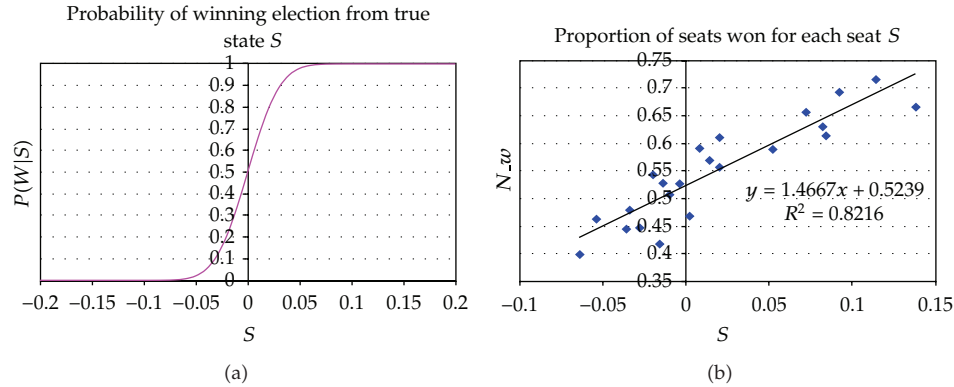 Probability of winning election from true
state S
1
0.9
0.8
0.7
0.6
0.5
0.4
0.3
0.2
0.1
0
P(W|S)
−0.2 −0.15 −0.1 −0.05 0 0.05 0.1 0.15 0.2
S
(a)
Proportion of seats won for each seat S
0.75
0.7
0.65
0.6
0.55
0.5
0.45
0.4
0.35
N_w
y = 1.4667x + 0.5239
R² = 0.8216
−0.1 −0.05 0 0.05 0.1 0.15
S
(b)